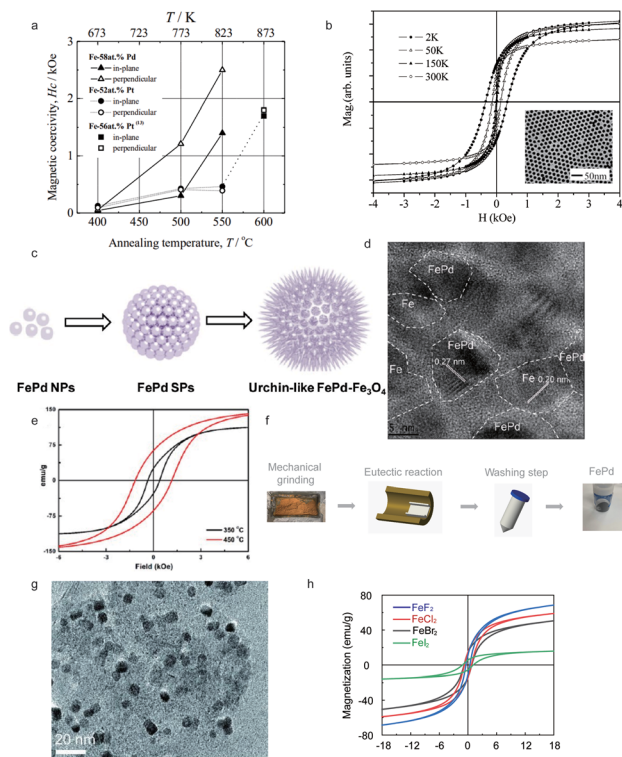 a
T / K
673 723 773 823 873
Magnetic coercivity, Hc / kOe
3
2
1
0
Fe-58at.% Pd
in-plane
perpendicular
Fe-52at.% Pt
in-plane
perpendicular
Fe-56at.% Pt (13)
in-plane
perpendicular
400 450 500 550 600
Annealing temperature, T / °C
b
Mag.(arb. units)
2K
50K
150K
300K
50nm
-4 -3 -2 -1 0 1 2 3 4
H (kOe)
c
FePd NPs
FePd SPs
Urchin-like FePd-Fe₃O₄
d
FePd
Fe
FePd
0.27 nm
Fe
Fe
0.20 nm
FePd
FePd
5 nm
e
emu/g
150
75
0
-75
-150
350 °C
450 °C
-6 -3 0 3 6
Field (kOe)
f
Mechanical
grinding
Eutectic reaction
Washing step
FePd
g
20 nm
h
Magnetization (emu/g)
80
40
0
-40
-80
FeF₂
FeCl₂
FeBr₂
FeI₂
-18 -12 -6 0 6 12 18